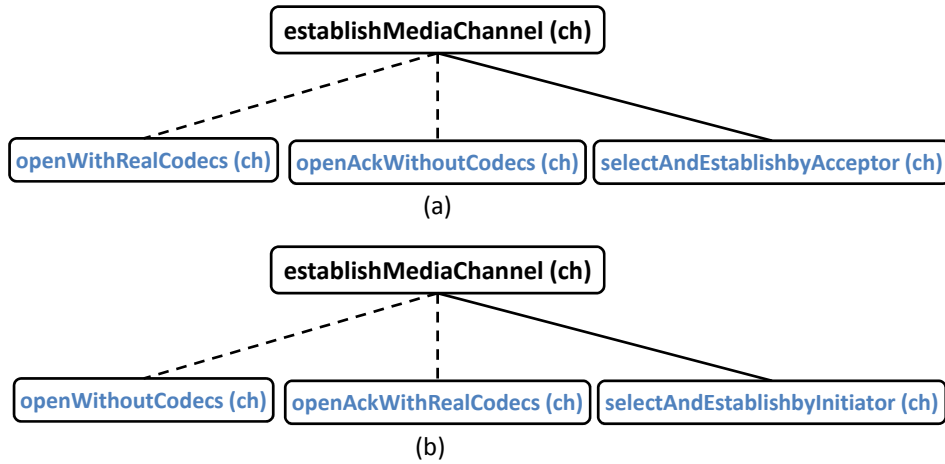 establishMediaChannel (ch)
openWithRealCodecs (ch) openAckWithoutCodecs (ch) selectAndEstablishbyAcceptor (ch)
(a)
establishMediaChannel (ch)
openWithoutCodecs (ch) openAckWithRealCodecs (ch) selectAndEstablishbyInitiator (ch)
(b)